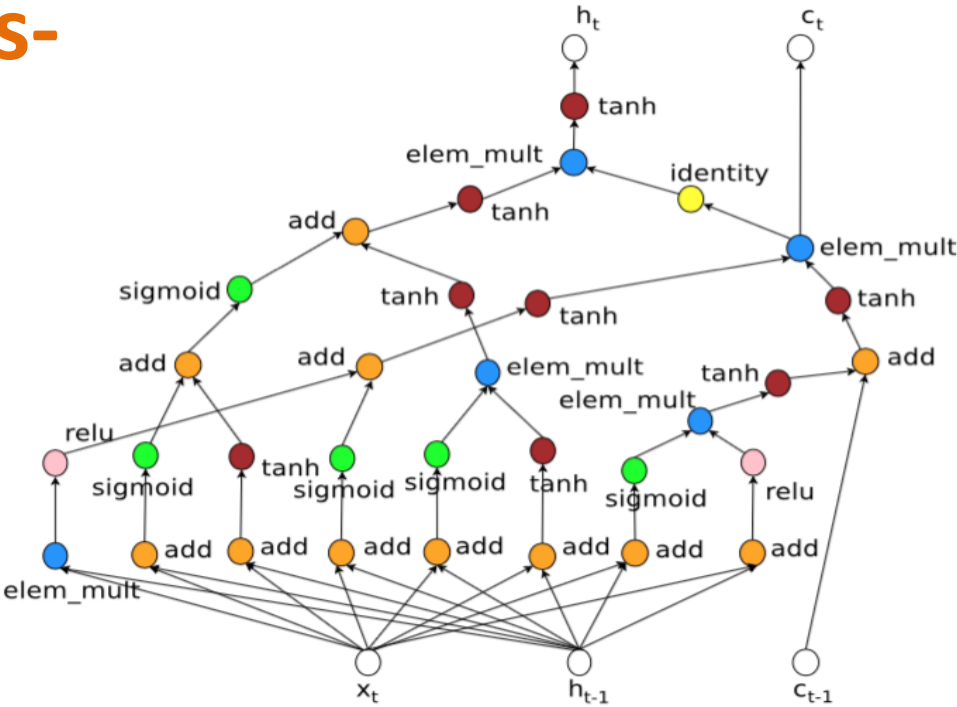 s-
h_t
c_t
tanh
elem_mult
identity
tanh
add
elem_mult
sigmoid
tanh
tanh
tanh
add
add
elem_mult
tanh
add
elem_mult
relu
sigmoid
tanh
sigmoid
sigmoid
tanh
sigmoid
relu
add
add
add
add
add
add
add
elem_mult
x_t
h_t-1
c_t-1